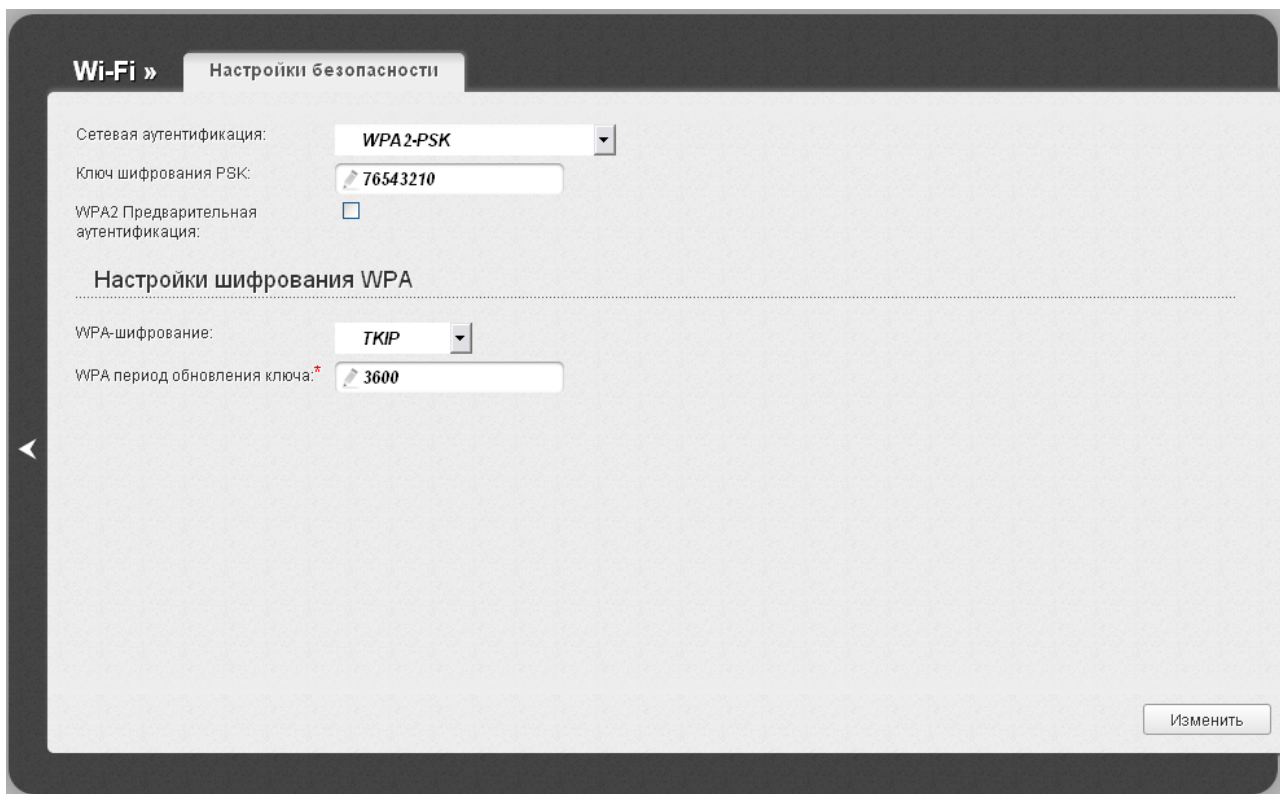 Wi-Fi » Настройки безопасности
Сетевая аутентификация: WPA2-PSK
Ключ шифрования PSK: 76543210
WPA2 Предварительная
аутентификация:
Настройки шифрования WPA
WPA-шифрование: TKIP
WPA период обновления ключа:* 3600
Изменить